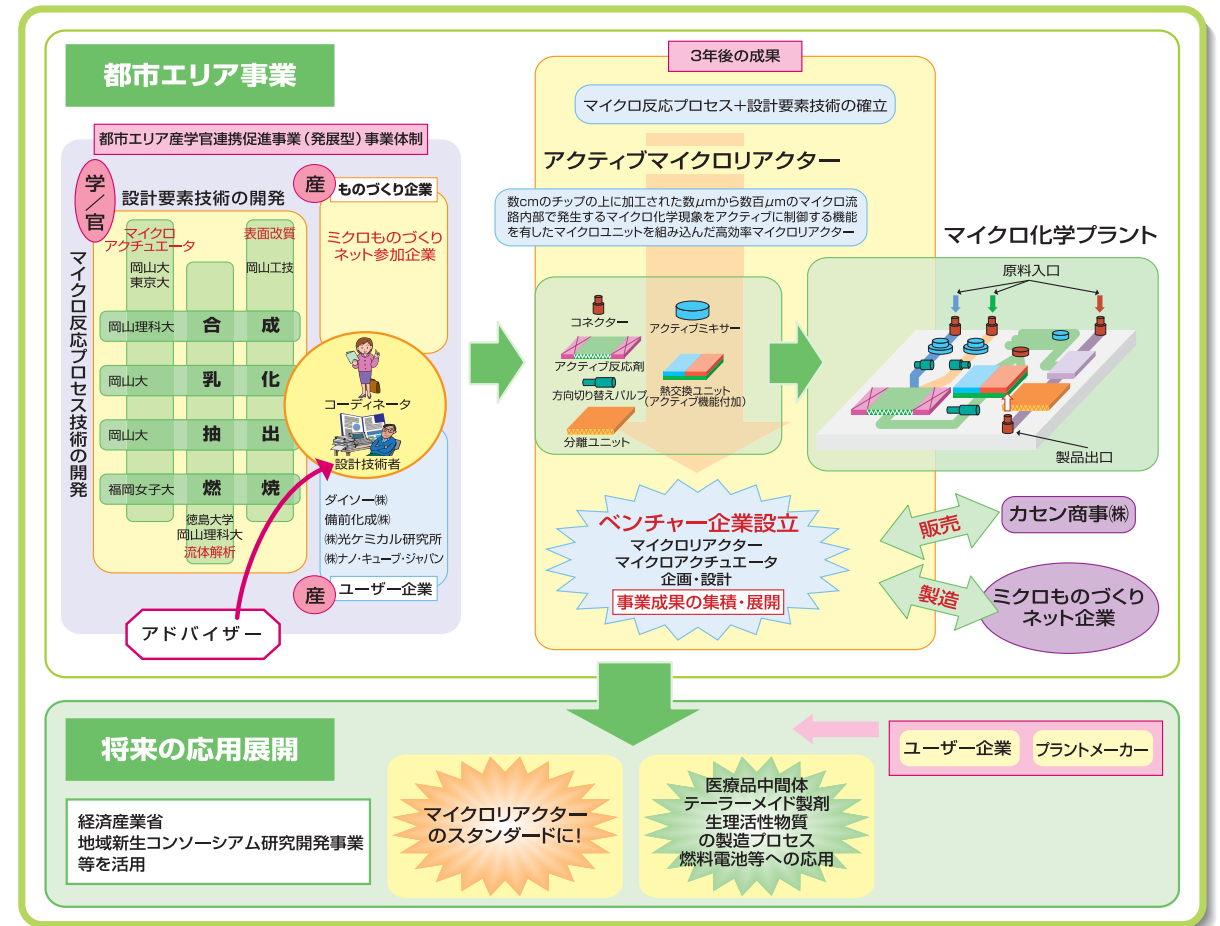 都市エリア事業
都市エリア産学官連携促進事業（発展型）事業体制
学／官
設計要素技術の開発
マイクロ反応プロセス技術の開発
マイクロ
アクチュエータ
岡山大
東京大
表面改質
岡山工技
岡山理科大
合成
岡山大
乳化
岡山大
抽出
福岡女子大
燃焼
徳島大学
岡山理科大
流体解析
産
ものづくり企業
ミクロものづくり
ネット参加企業
コーディネータ
設計技術者
ダイソー㈱
備前化成㈱
㈱光ケミカル研究所
㈱ナノ・キューブ・ジャパン
産
ユーザー企業
アドバイザー
3年後の成果
マイクロ反応プロセス＋設計要素技術の確立
アクティブマイクロリアクター
数cmのチップの上に加工された数μmから数百μmのマイクロ流
路内部で発生するマイクロ化学現象をアクティブに制御する機能
を有したマイクロユニットを組み込んだ高効率マイクロリアクター
コネクター
アクティブミキサー
アクティブ反応剤
方向切り替えバルブ
熱交換ユニット
（アクティブ機能付加）
分離ユニット
マイクロ化学プラント
原料入口
製品出口
ベンチャー企業設立
マイクロリアクター
マイクロアクチュエータ
企画・設計
事業成果の集積・展開
販売
カセン商事㈱
製造
ミクロものづくり
ネット企業
将来の応用展開
経済産業省
地域新生コンソーシアム研究開発事業
等を活用
マイクロリアクター
のスタンダードに！
医療品中間体
テーラーメイド製剤
生理活性物質
の製造プロセス
燃料電池等への応用
ユーザー企業
プラントメーカー